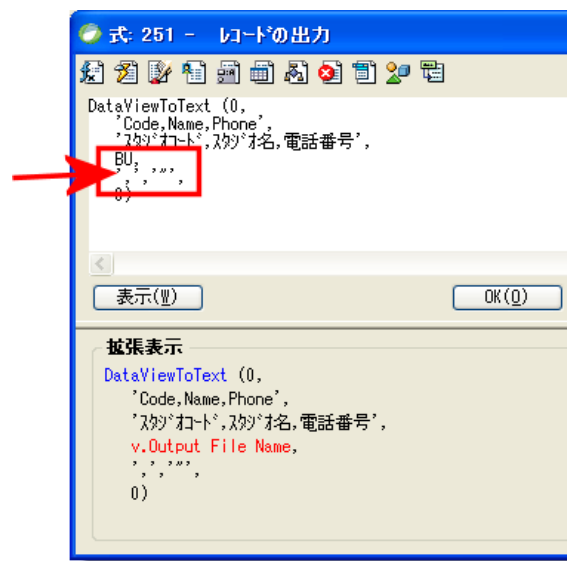 式: 251 - ﾚｺｰﾄﾞの出力
DataViewToText (0,
'Code,Name,Phone',
'ｽﾀｼﾞｵｺｰﾄﾞ,ｽﾀｼﾞｵ名,電話番号',
BU,
',','"',
0)
表示(W)
OK(O)
拡張表示
DataViewToText (0,
'Code,Name,Phone',
'ｽﾀｼﾞｵｺｰﾄﾞ,ｽﾀｼﾞｵ名,電話番号',
v.Output File Name,
',','"',
0)